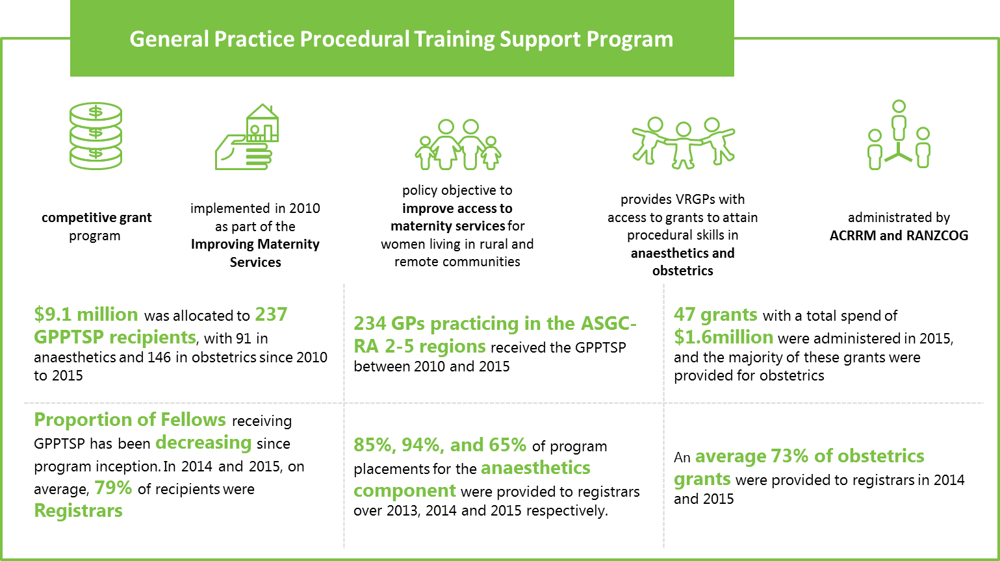 General Practice Procedural Training Support Program
competitive grant
program
implemented in 2010
as part of the
Improving Maternity
Services
policy objective to
improve access to
maternity services for
women living in rural and
remote communities
provides VRGPs with
access to grants to attain
procedural skills in
anaesthetics and
obstetrics
administrated by
ACRRM and RANZCOG
$9.1 million was allocated to 237
GPPTSP recipients, with 91 in
anaesthetics and 146 in obstetrics since 2010
to 2015
234 GPs practicing in the ASGC-
RA 2-5 regions received the GPPTSP
between 2010 and 2015
47 grants with a total spend of
$1.6million were administered in 2015,
and the majority of these grants were
provided for obstetrics
Proportion of Fellows receiving
GPPTSP has been decreasing since
program inception. In 2014 and 2015, on
average, 79% of recipients were
Registrars
85%, 94%, and 65% of program
placements for the anaesthetics
component were provided to registrars
over 2013, 2014 and 2015 respectively.
An average 73% of obstetrics
grants were provided to registrars in 2014
and 2015